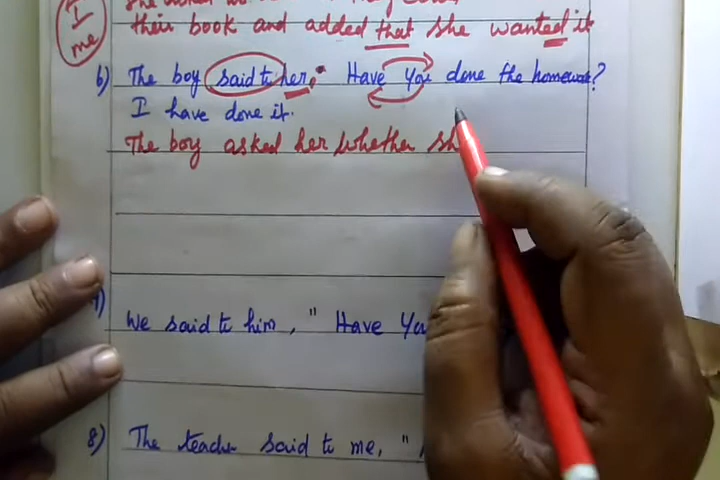 their book and added that she wanted it
I
me
6) The boy said to her, " Have You done the homework?
I have done it.
The boy asked her whether sh
7) We said to him, " Have You
8) The teacher said to me, "